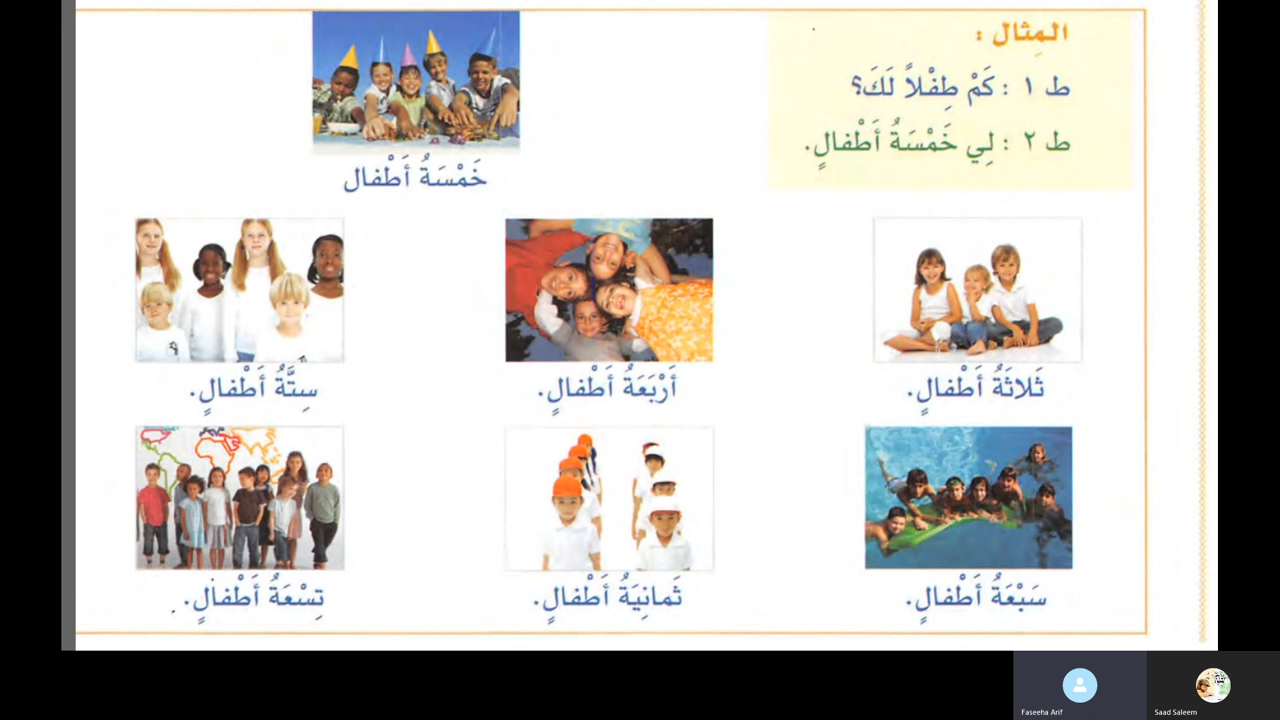 المِثال :
ط ١ : كَمْ طِفْلاً لَكَ؟
ط ٢ : لِي خَمْسَةُ أَطْفالٍ.
خَمْسَةُ أَطْفال
ثَلاثَةُ أَطْفالٍ.
أَرْبَعَةُ أَطْفالٍ.
سِتَّةُ أَطْفالٍ.
سَبْعَةُ أَطْفالٍ.
ثَمانِيَةُ أَطْفالٍ.
تِسْعَةُ أَطْفالٍ.
Faseeha Arif
Saad Saleem